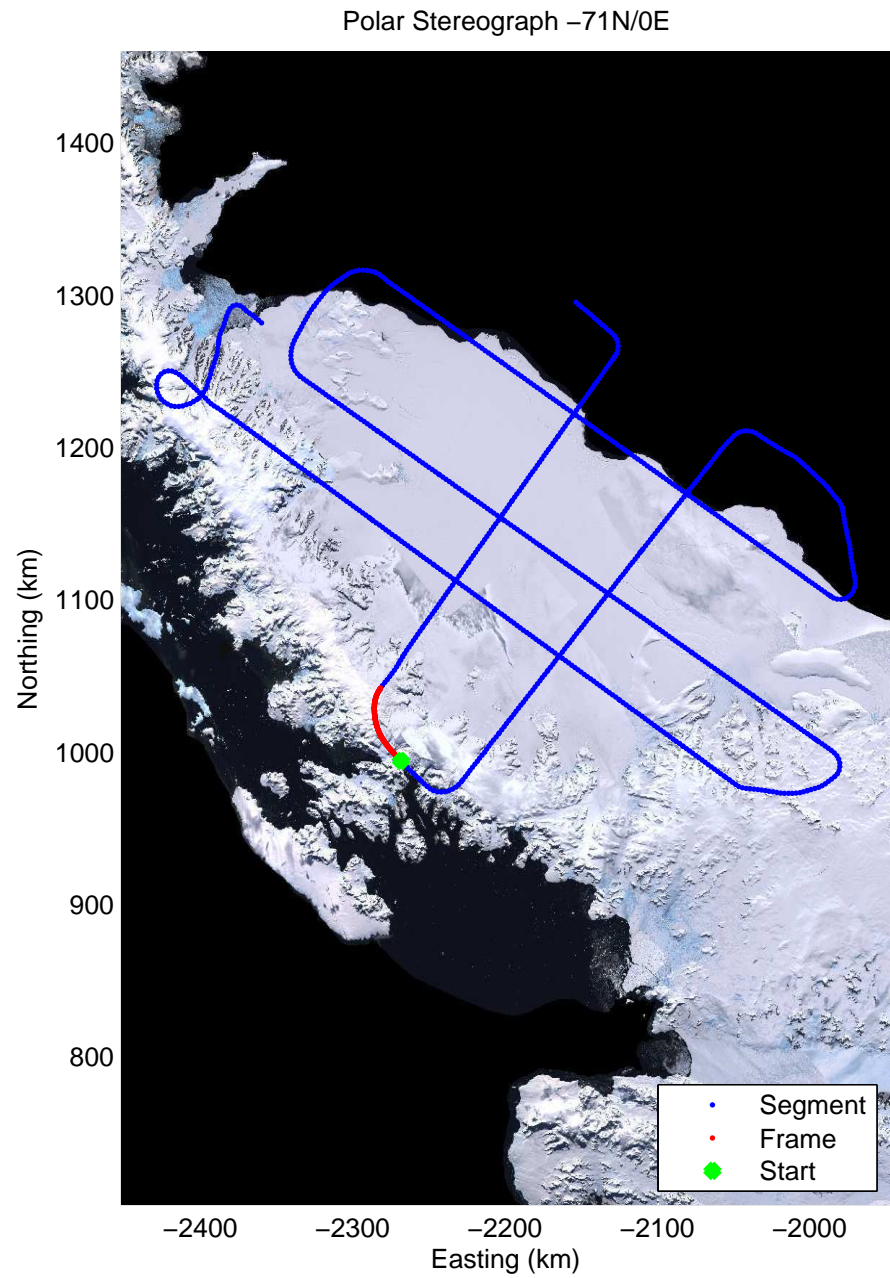 Polar Stereograph −71N/0E
1400
1300
1200
1100
1000
900
800
Northing (km)
−2400 −2300 −2200 −2100 −2000
Easting (km)
Segment
Frame
Start